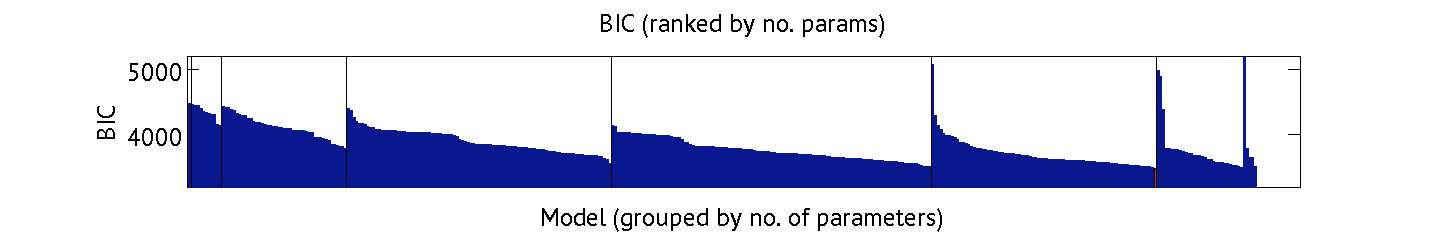 BIC (ranked by no. params)
5000
BIC
4000
Model (grouped by no. of parameters)